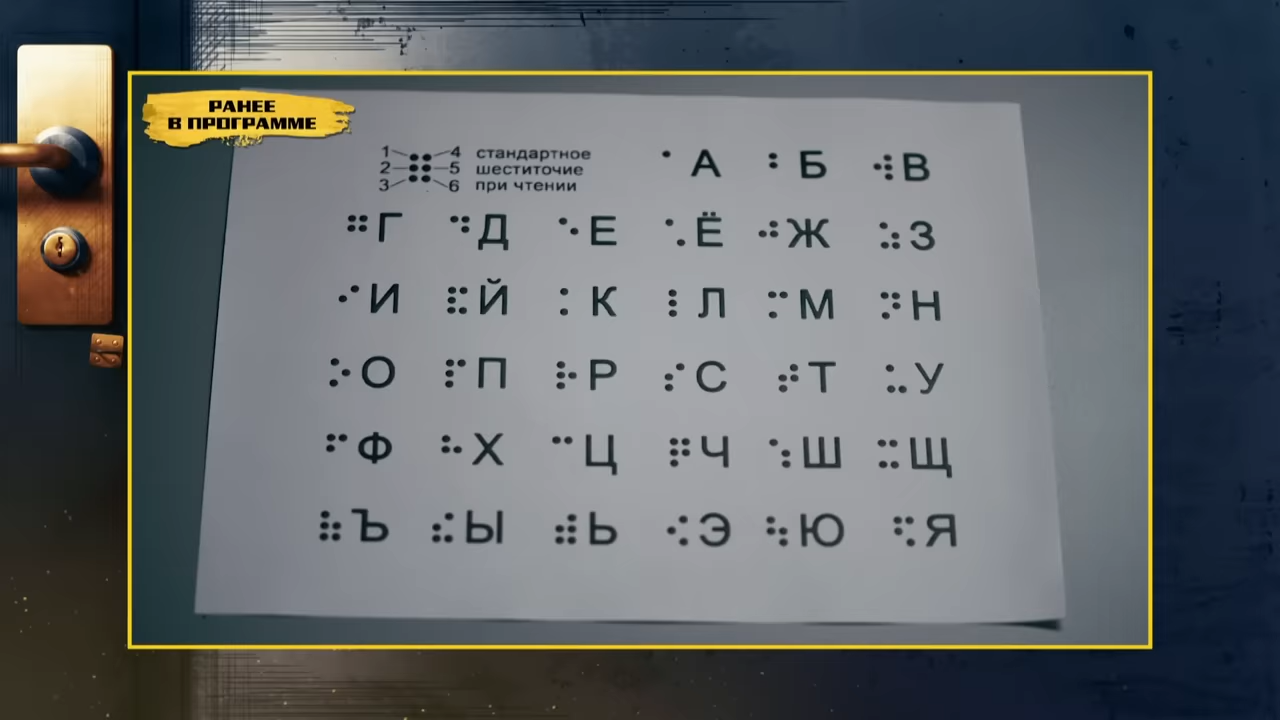 РАНЕЕ
В ПРОГРАММЕ
1 4 стандартное
2 5 шеститочие
3 6 при чтении
⠁А ⠃Б ⠺В
⠛Г ⠙Д ⠑Е ⠡Ё ⠚Ж ⠵З
⠊И ⠯Й ⠅К ⠇Л ⠍М ⠝Н
⠕О ⠏П ⠗Р ⠎С ⠞Т ⠥У
⠋Ф ⠓Х ⠉Ц ⠟Ч ⠱Ш ⠭Щ
⠷Ъ ⠮Ы ⠾Ь ⠪Э ⠳Ю ⠫Я